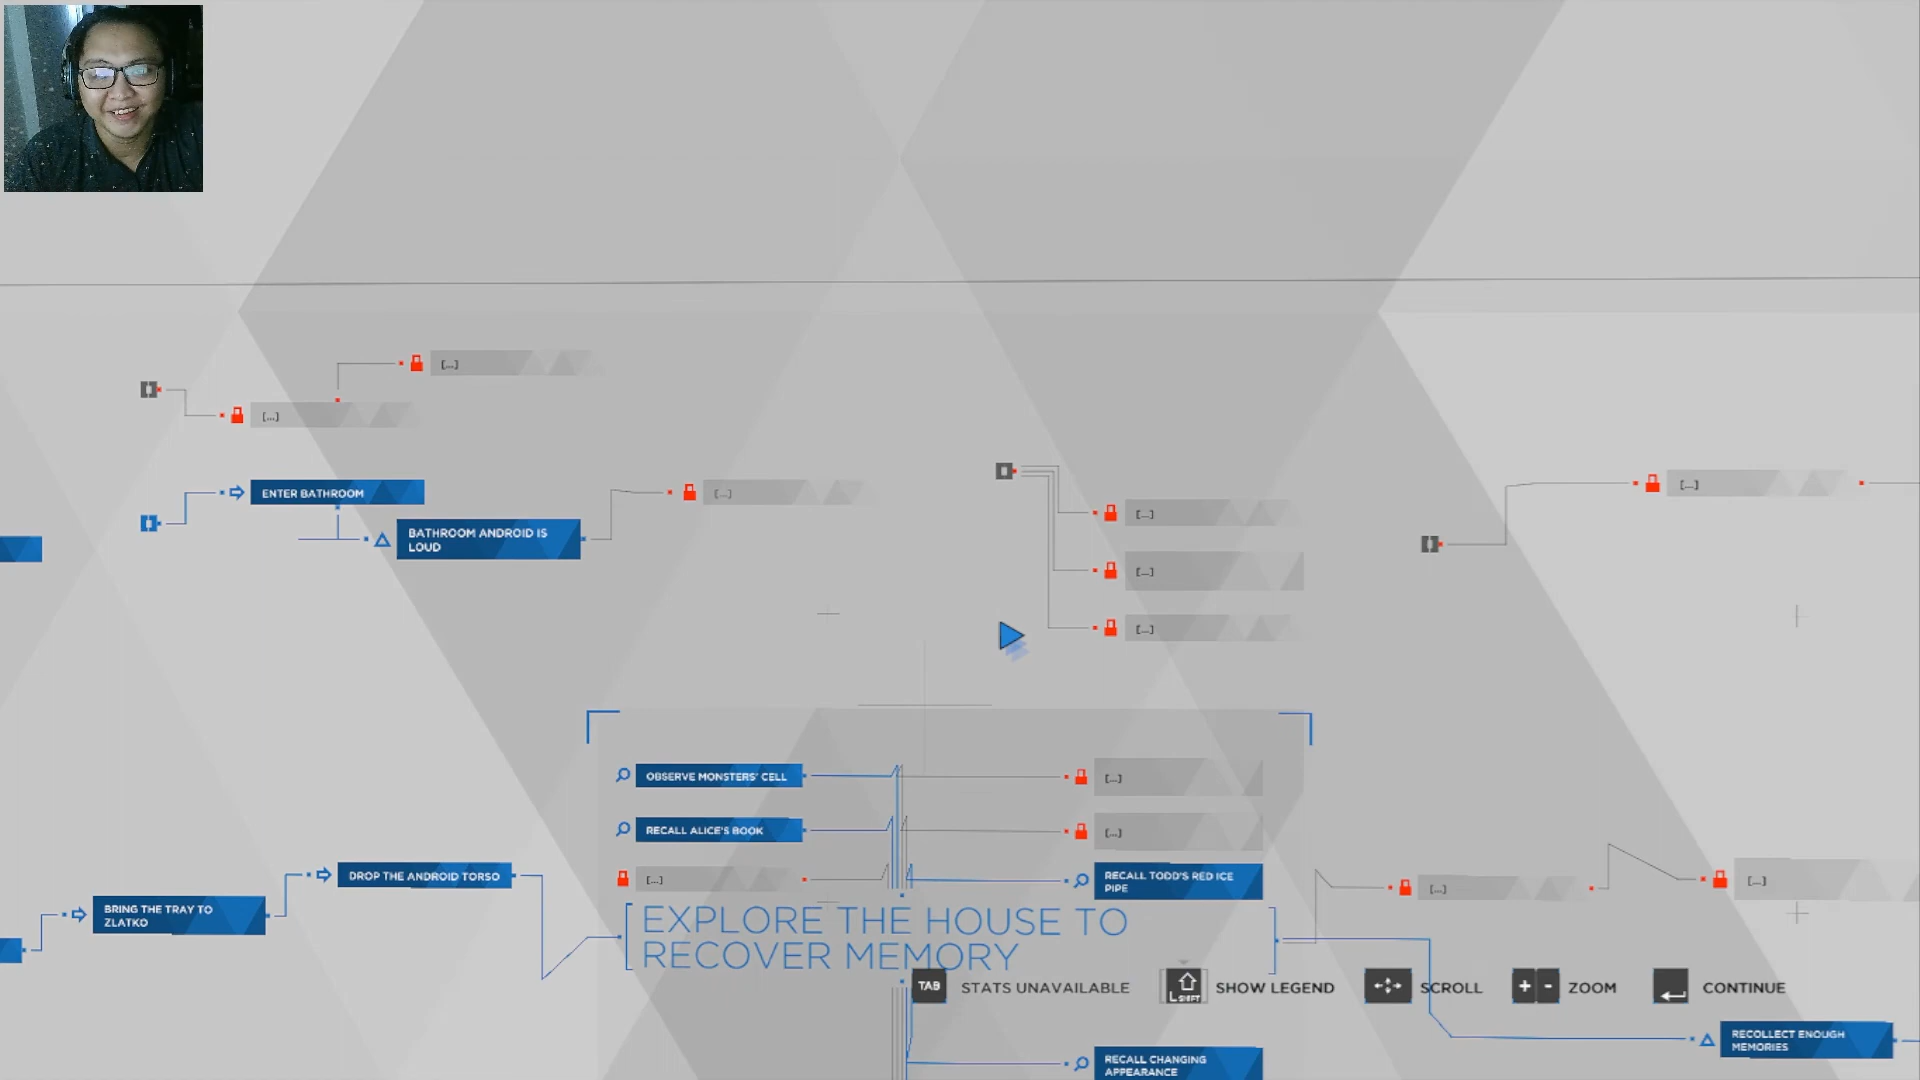 [...]
[...]
ENTER BATHROOM
[...]
BATHROOM ANDROID IS
LOUD
[...]
[...]
[...]
[...]
OBSERVE MONSTERS' CELL
[...]
RECALL ALICE'S BOOK
[...]
[...]
RECALL TODD'S RED ICE
PIPE
[...]
[...]
DROP THE ANDROID TORSO
BRING THE TRAY TO
ZLATKO
EXPLORE THE HOUSE TO
RECOVER MEMORY
TAB STATS UNAVAILABLE
L SHIFT SHOW LEGEND
SCROLL
+ - ZOOM
CONTINUE
RECOLLECT ENOUGH
MEMORIES
RECALL CHANGING
APPEARANCE